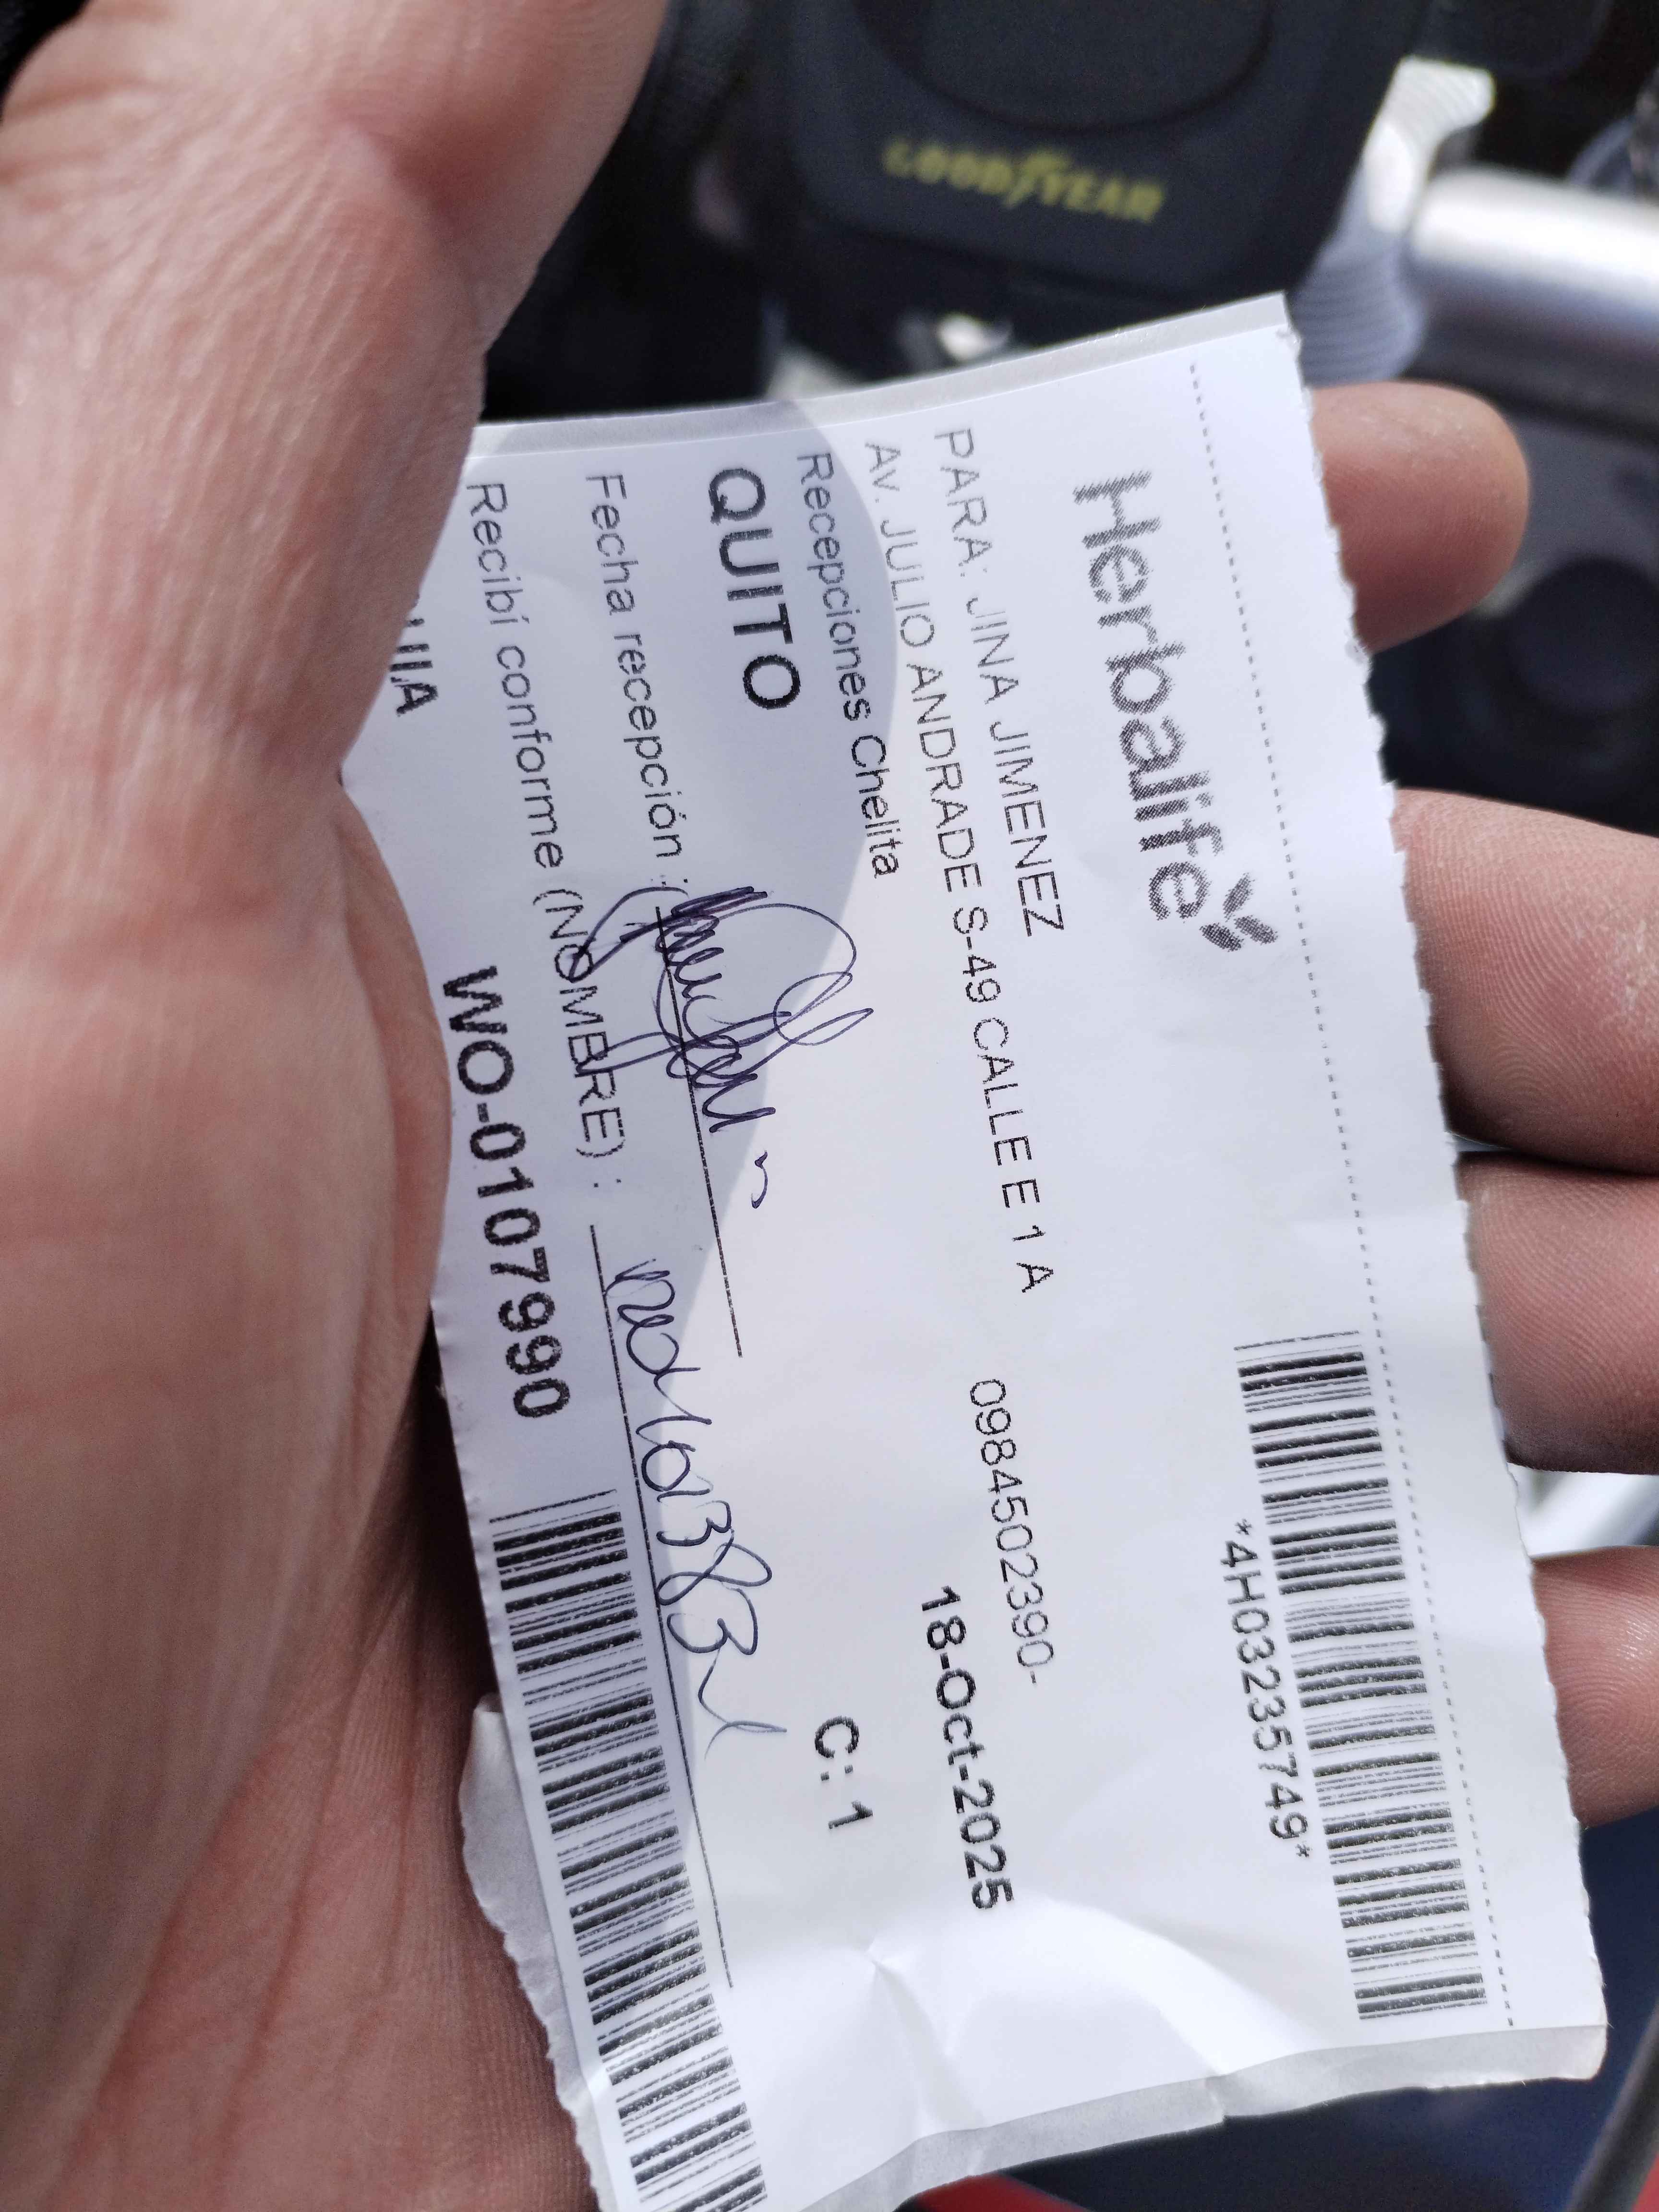 GOODYEAR
Herbalife
*4H03235749*
PARA: JINA JIMENEZ
Av. JULIO ANDRADE S-49 CALLE E 1 A
0984502390-
Recepciones Chelita
18-Oct-2025
QUITO
C: 1
Fecha recepción :
Recibí conforme (NOMBRE) :
WO-0107990